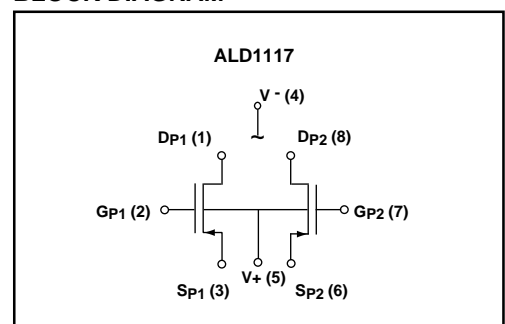 BLOCK DIAGRAM
ALD1117
V - (4)
~
DP1 (1)
DP2 (8)
GP1 (2)
GP2 (7)
V+ (5)
SP1 (3)
SP2 (6)